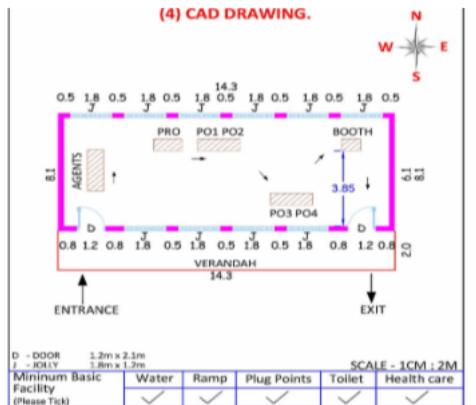 (4) CAD DRAWING.
N
W E
S
14.3
0.5 1.8 0.5 1.8 0.5 1.8 0.5 1.8 0.5 1.8 0.5 1.8 0.5
J J J J J J
PRO PO1 PO2 BOOTH
AGENTS
8.1
3.85
6.1
8.1
PO3 PO4
D D
J J J J
0.8 1.2 0.8 1.8 0.5 1.8 0.5 1.8 0.5 1.8 0.8 1.2 0.8
2.0
VERANDAH
14.3
ENTRANCE EXIT
D - DOOR 1.2m x 2.1m
J - JOLLY 1.8m x 1.2m
SCALE - 1CM : 2M
Mininum Basic Facility (Please Tick) Water Ramp Plug Points Toilet Health care